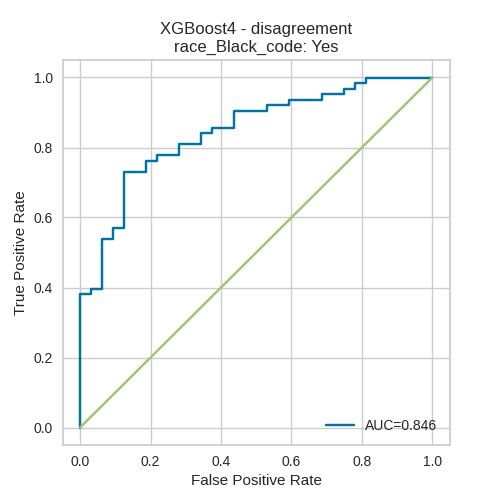 XGBoost4 - disagreement
race_Black_code: Yes
1.0
0.8
0.6
0.4
0.2
0.0
True Positive Rate
AUC=0.846
0.0 0.2 0.4 0.6 0.8 1.0
False Positive Rate